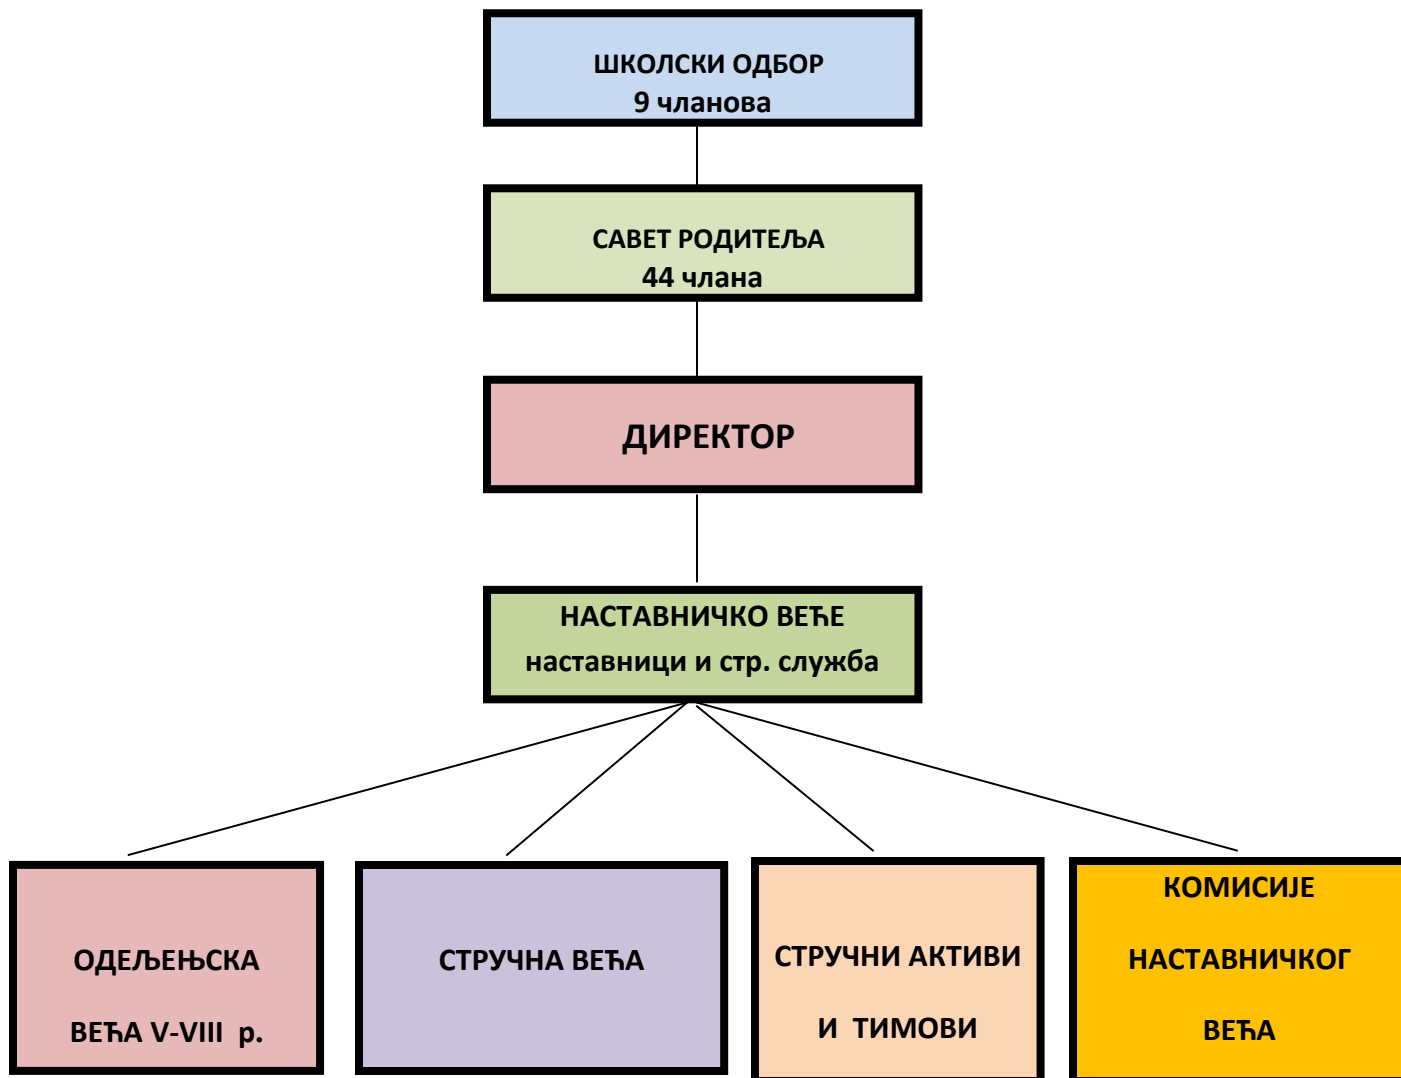 ШКОЛСКИ ОДБОР
9 чланова
САВЕТ РОДИТЕЉА
44 члана
ДИРЕКТОР
НАСТАВНИЧКО ВЕЋЕ
наставници и стр. служба
ОДЕЉЕЊСКА
ВЕЋА V-VIII р.
СТРУЧНА ВЕЋА
СТРУЧНИ АКТИВИ
И ТИМОВИ
КОМИСИЈЕ
НАСТАВНИЧКОГ
ВЕЋА